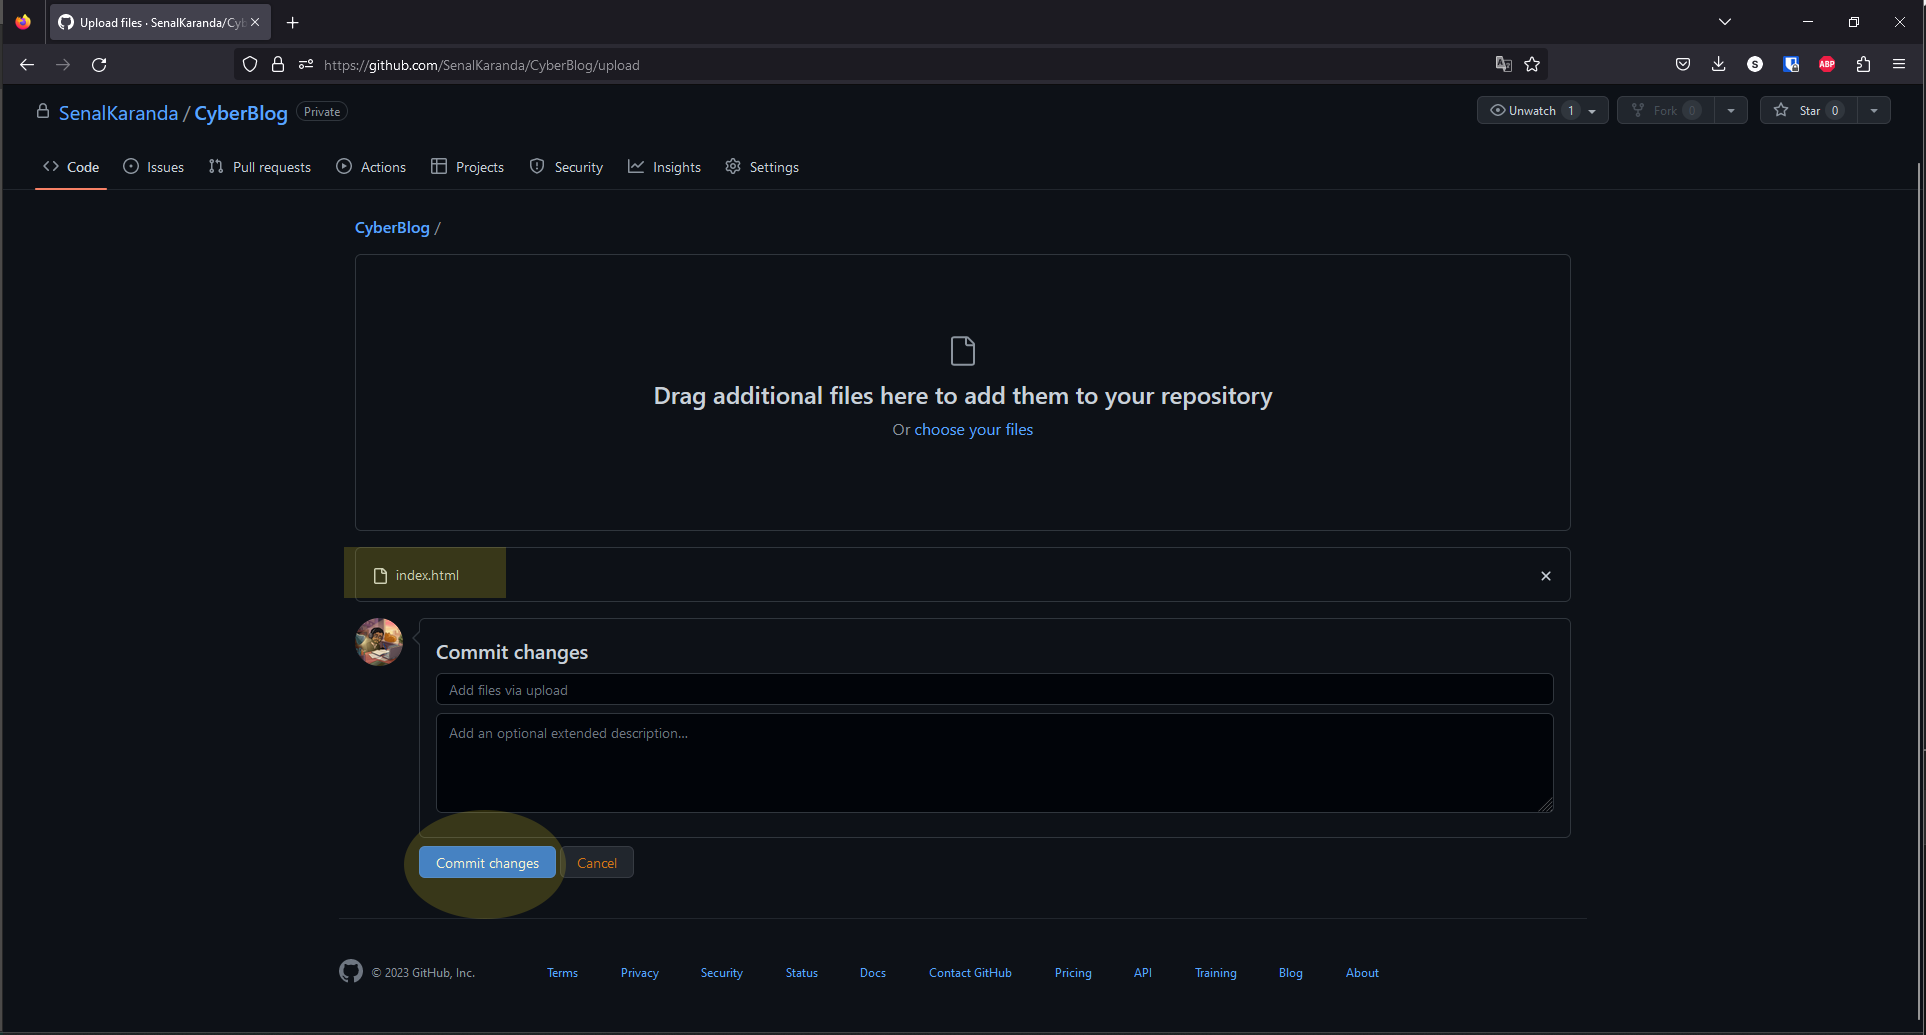 Upload files · SenalKaranda/Cyb
https://github.com/SenalKaranda/CyberBlog/upload
S
ABP
SenalKaranda / CyberBlog Private
Unwatch 1 Fork 0 Star 0
Code Issues Pull requests Actions Projects Security Insights Settings
CyberBlog /
Drag additional files here to add them to your repository
Or choose your files
index.html
Commit changes
Add files via upload
Add an optional extended description...
Commit changes Cancel
© 2023 GitHub, Inc. Terms Privacy Security Status Docs Contact GitHub Pricing API Training Blog About